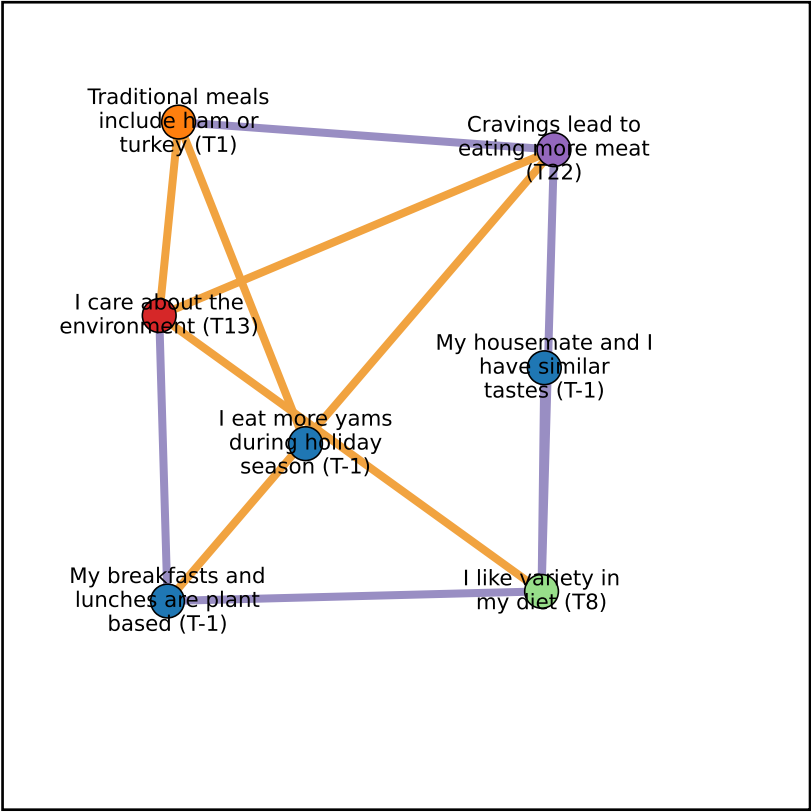 Traditional meals
include ham or
turkey (T1)
Cravings lead to
eating more meat
(T22)
I care about the
environment (T13)
My housemate and I
have similar
tastes (T-1)
I eat more yams
during holiday
season (T-1)
My breakfasts and
lunches are plant
based (T-1)
I like variety in
my diet (T8)